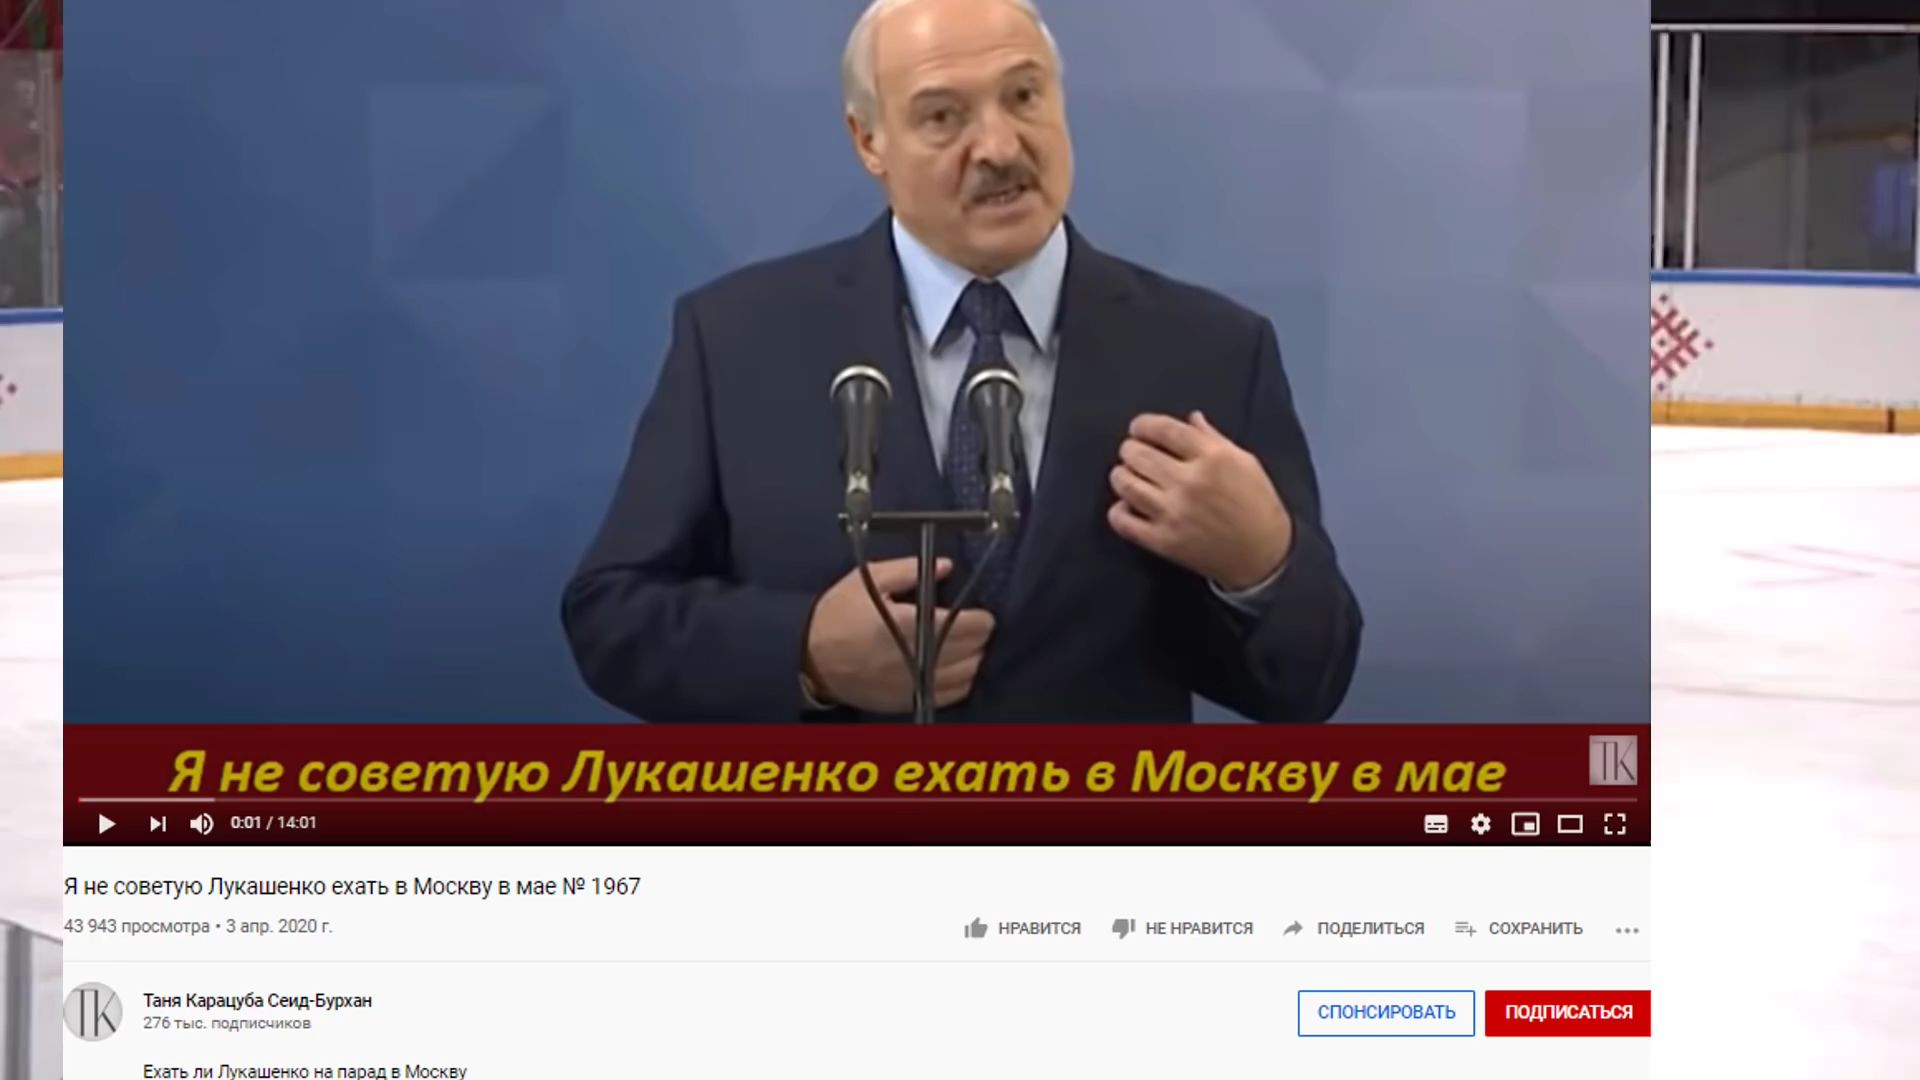 Я не советую Лукашенко ехать в Москву в мае
ТК
0:01 / 14:01
Я не советую Лукашенко ехать в Москву в мае № 1967
43 943 просмотра • 3 апр. 2020 г.
НРАВИТСЯ
НЕ НРАВИТСЯ
ПОДЕЛИТЬСЯ
СОХРАНИТЬ
ТК
Таня Карацуба Сеид-Бурхан
276 тыс. подписчиков
СПОНСИРОВАТЬ
ПОДПИСАТЬСЯ
Ехать ли Лукашенко на парад в Москву